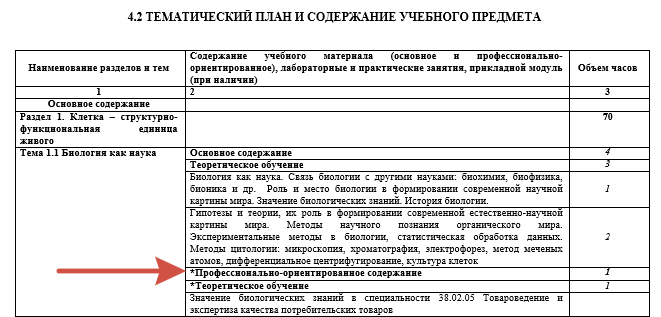 4.2 ТЕМАТИЧЕСКИЙ ПЛАН И СОДЕРЖАНИЕ УЧЕБНОГО ПРЕДМЕТА
Наименование разделов и тем
Содержание учебного материала (основное и профессионально-
ориентированное), лабораторные и практические занятия, прикладной модуль
(при наличии)
Объем часов
1
2
3
Основное содержание
Раздел 1. Клетка – структурно-
функциональная единица
живого
70
Тема 1.1 Биология как наука
Основное содержание
4
Теоретическое обучение
3
Биология как наука. Связь биологии с другими науками: биохимия, биофизика,
бионика и др. Роль и место биологии в формировании современной научной
картины мира. Значение биологических знаний. История биологии.
1
Гипотезы и теории, их роль в формировании современной естественно-научной
картины мира. Методы научного познания органического мира.
Экспериментальные методы в биологии, статистическая обработка данных.
Методы цитологии: микроскопия, хроматография, электрофорез, метод меченых
атомов, дифференциальное центрифугирование, культура клеток
2
*Профессионально-ориентированное содержание
1
*Теоретическое обучение
1
Значение биологических знаний в специальности 38.02.05 Товароведение и
экспертиза качества потребительских товаров